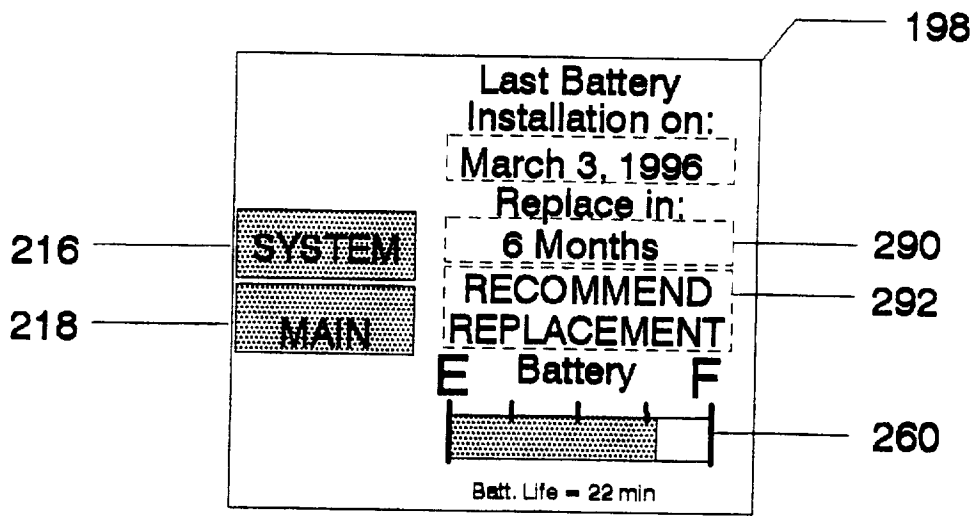 198
Last Battery
Installation on:
March 3, 1996
Replace in:
216
SYSTEM
6 Months
290
218
MAIN
RECOMMEND
REPLACEMENT
292
E Battery F
260
Batt. Life = 22 min